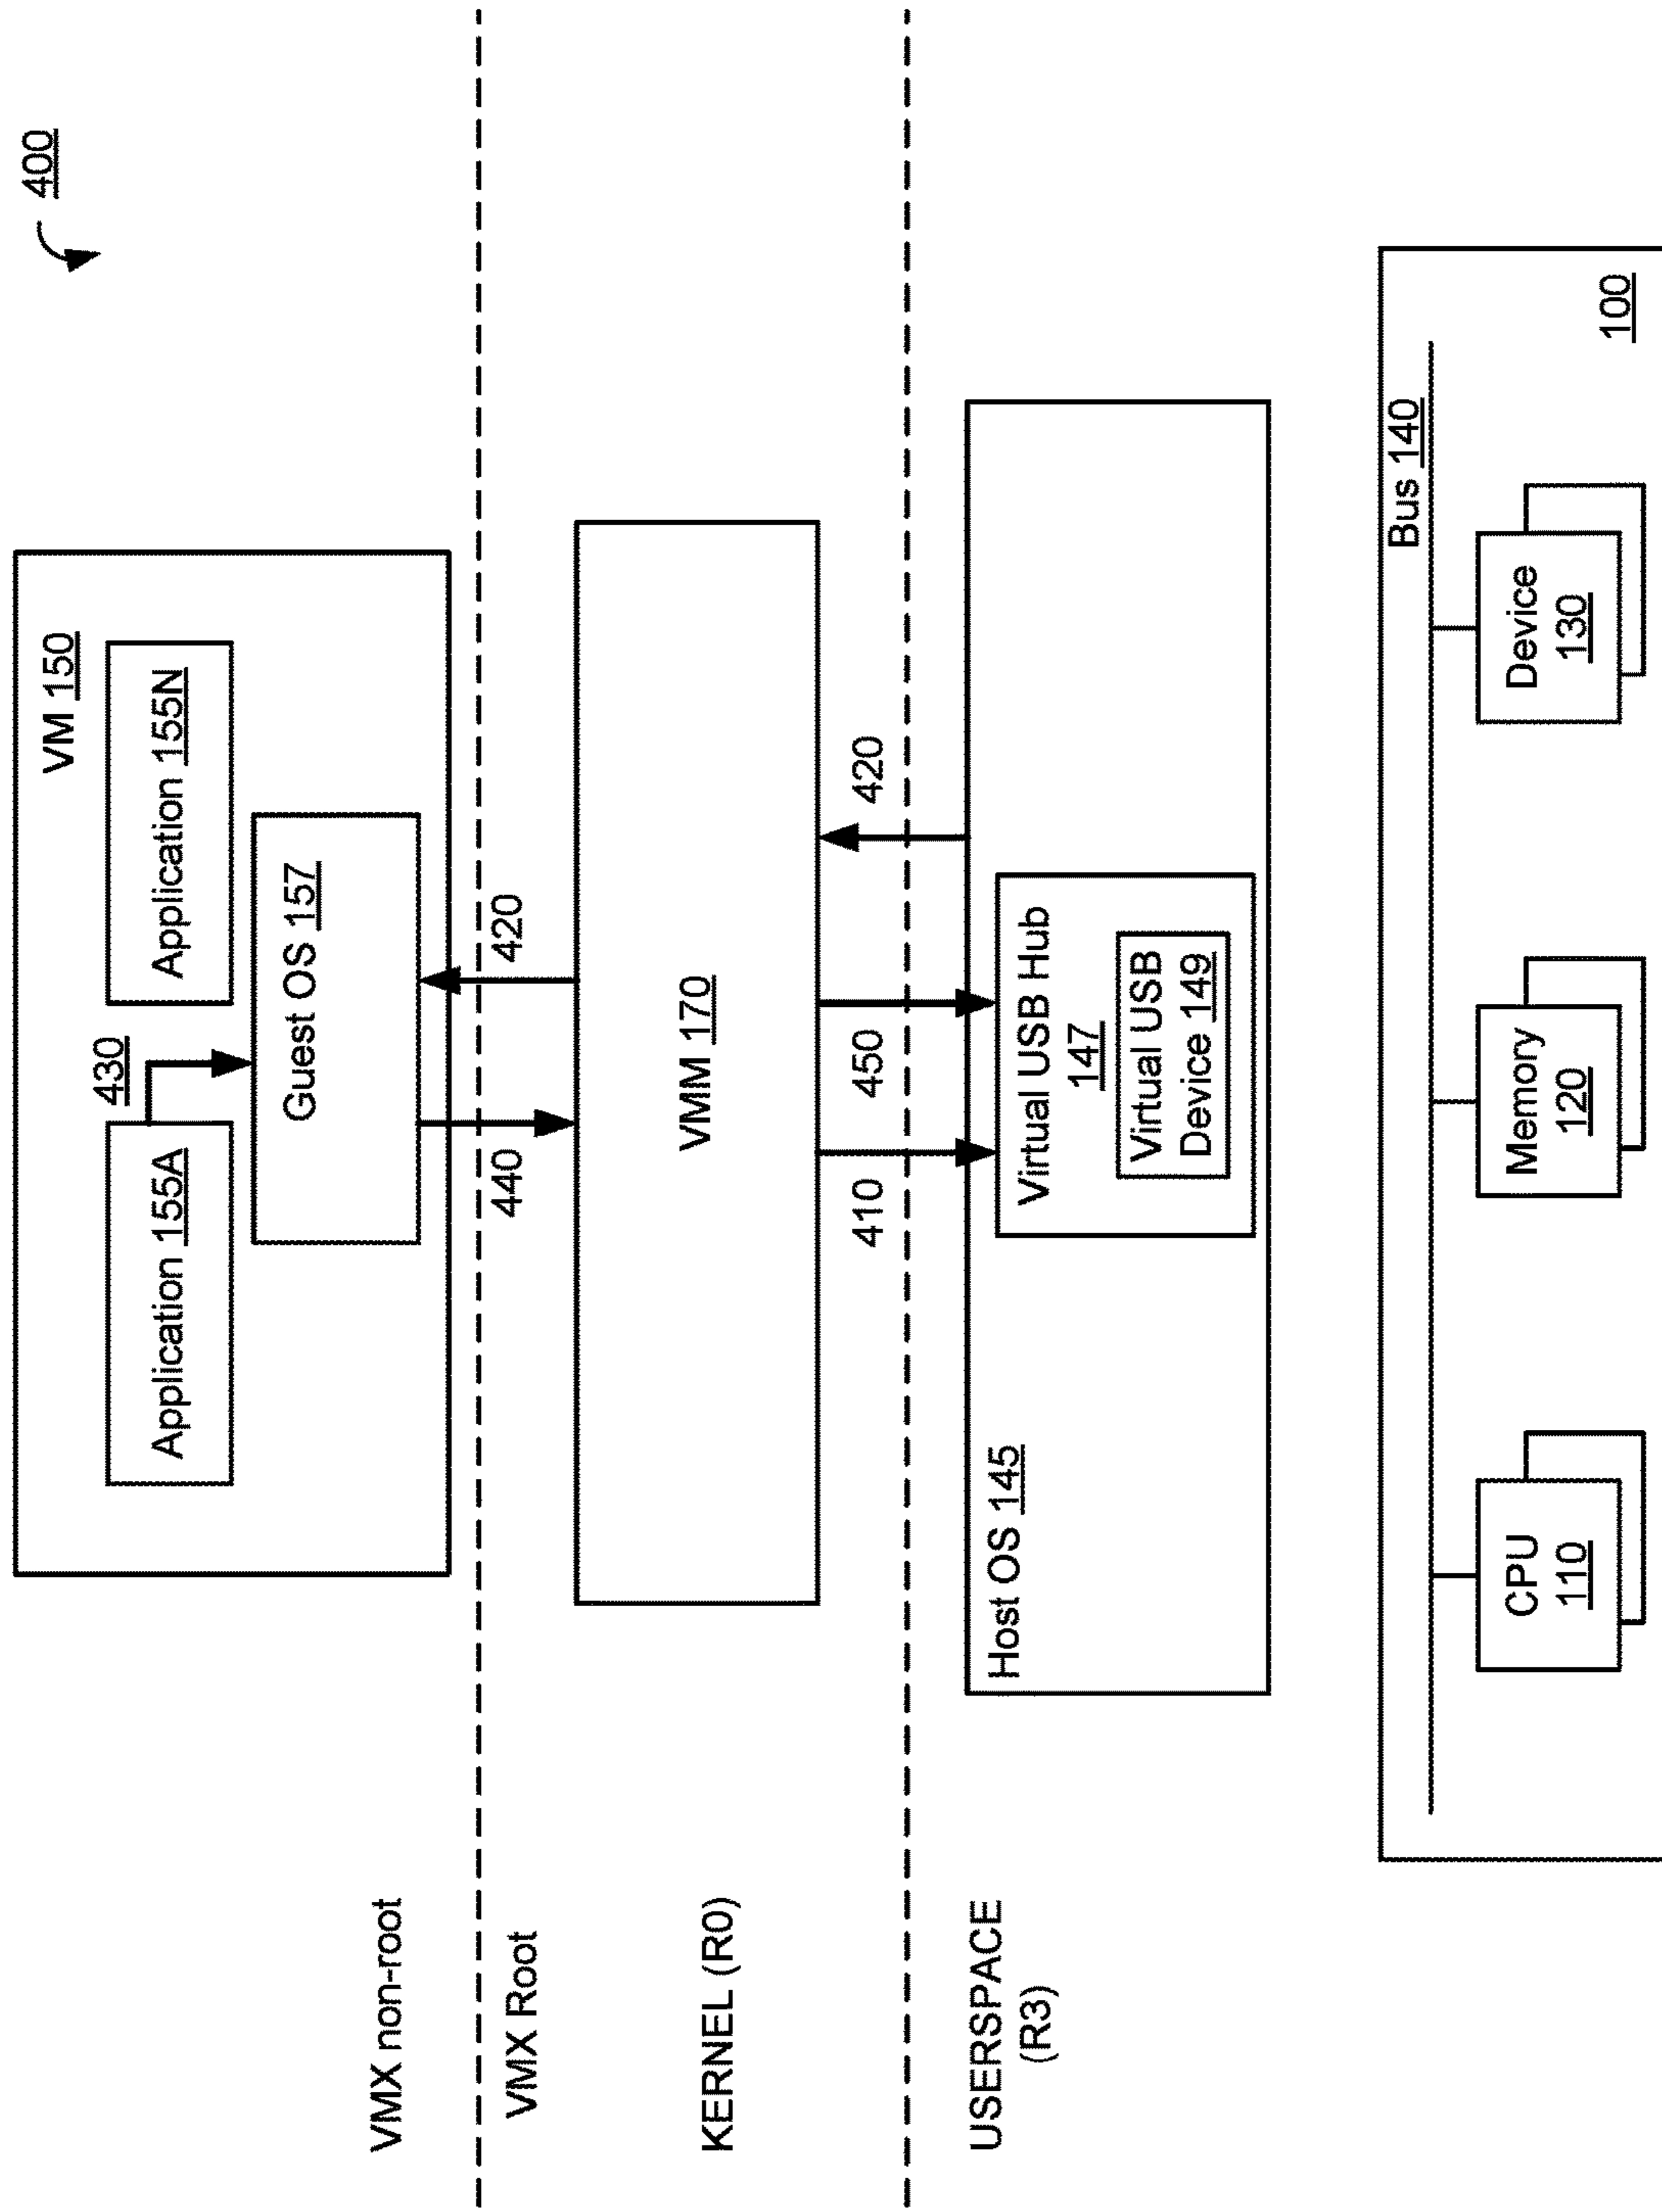 400
VM 150
Application 155A
430
Application 155N
Guest OS 157
VMX non-root
440
420
VMX Root
KERNEL (R0)
VMM 170
410
450
420
USERSPACE
(R3)
Host OS 145
Virtual USB Hub
147
Virtual USB
Device 149
Bus 140
CPU
110
Memory
120
Device
130
100